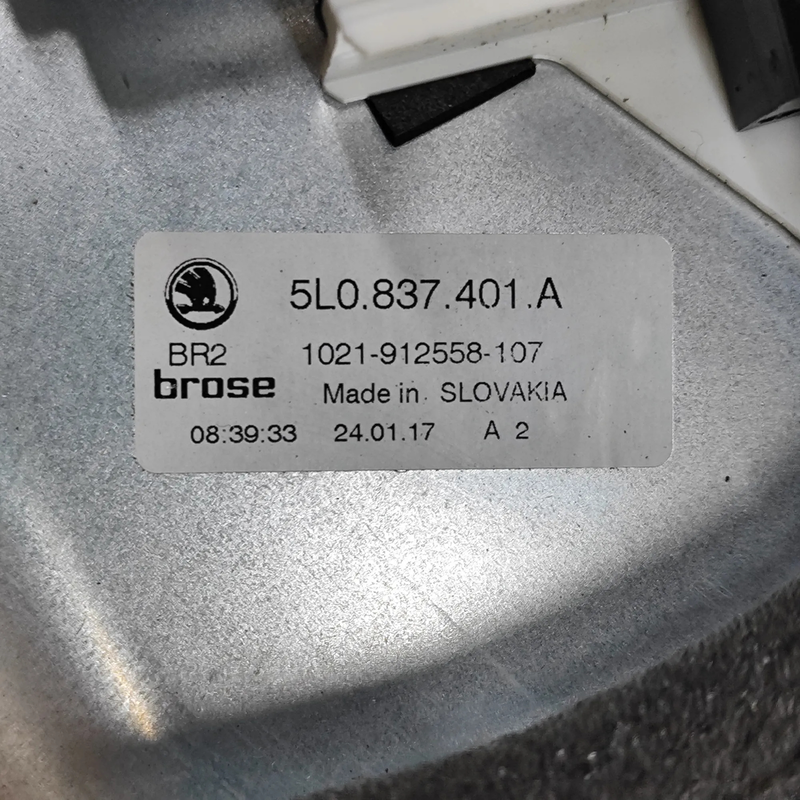 5L0.837.401.A
BR2 1021-912558-107
brose Made in SLOVAKIA
08:39:33 24.01.17 A 2